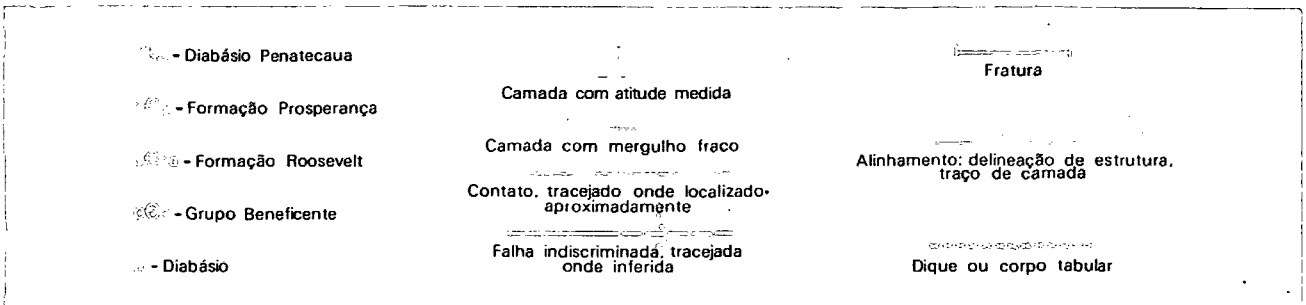 - Diabásio Penatecaua
- Formação Prosperança
- Formação Roosevelt
- Grupo Beneficente
- Diabásio
Camada com atitude medida
Camada com mergulho fraco
Contato, tracejado onde localizado
aproximadamente
Falha indiscriminada, tracejada
onde inferida
Fratura
Alinhamento: delineação de estrutura,
traço de camada
Dique ou corpo tabular